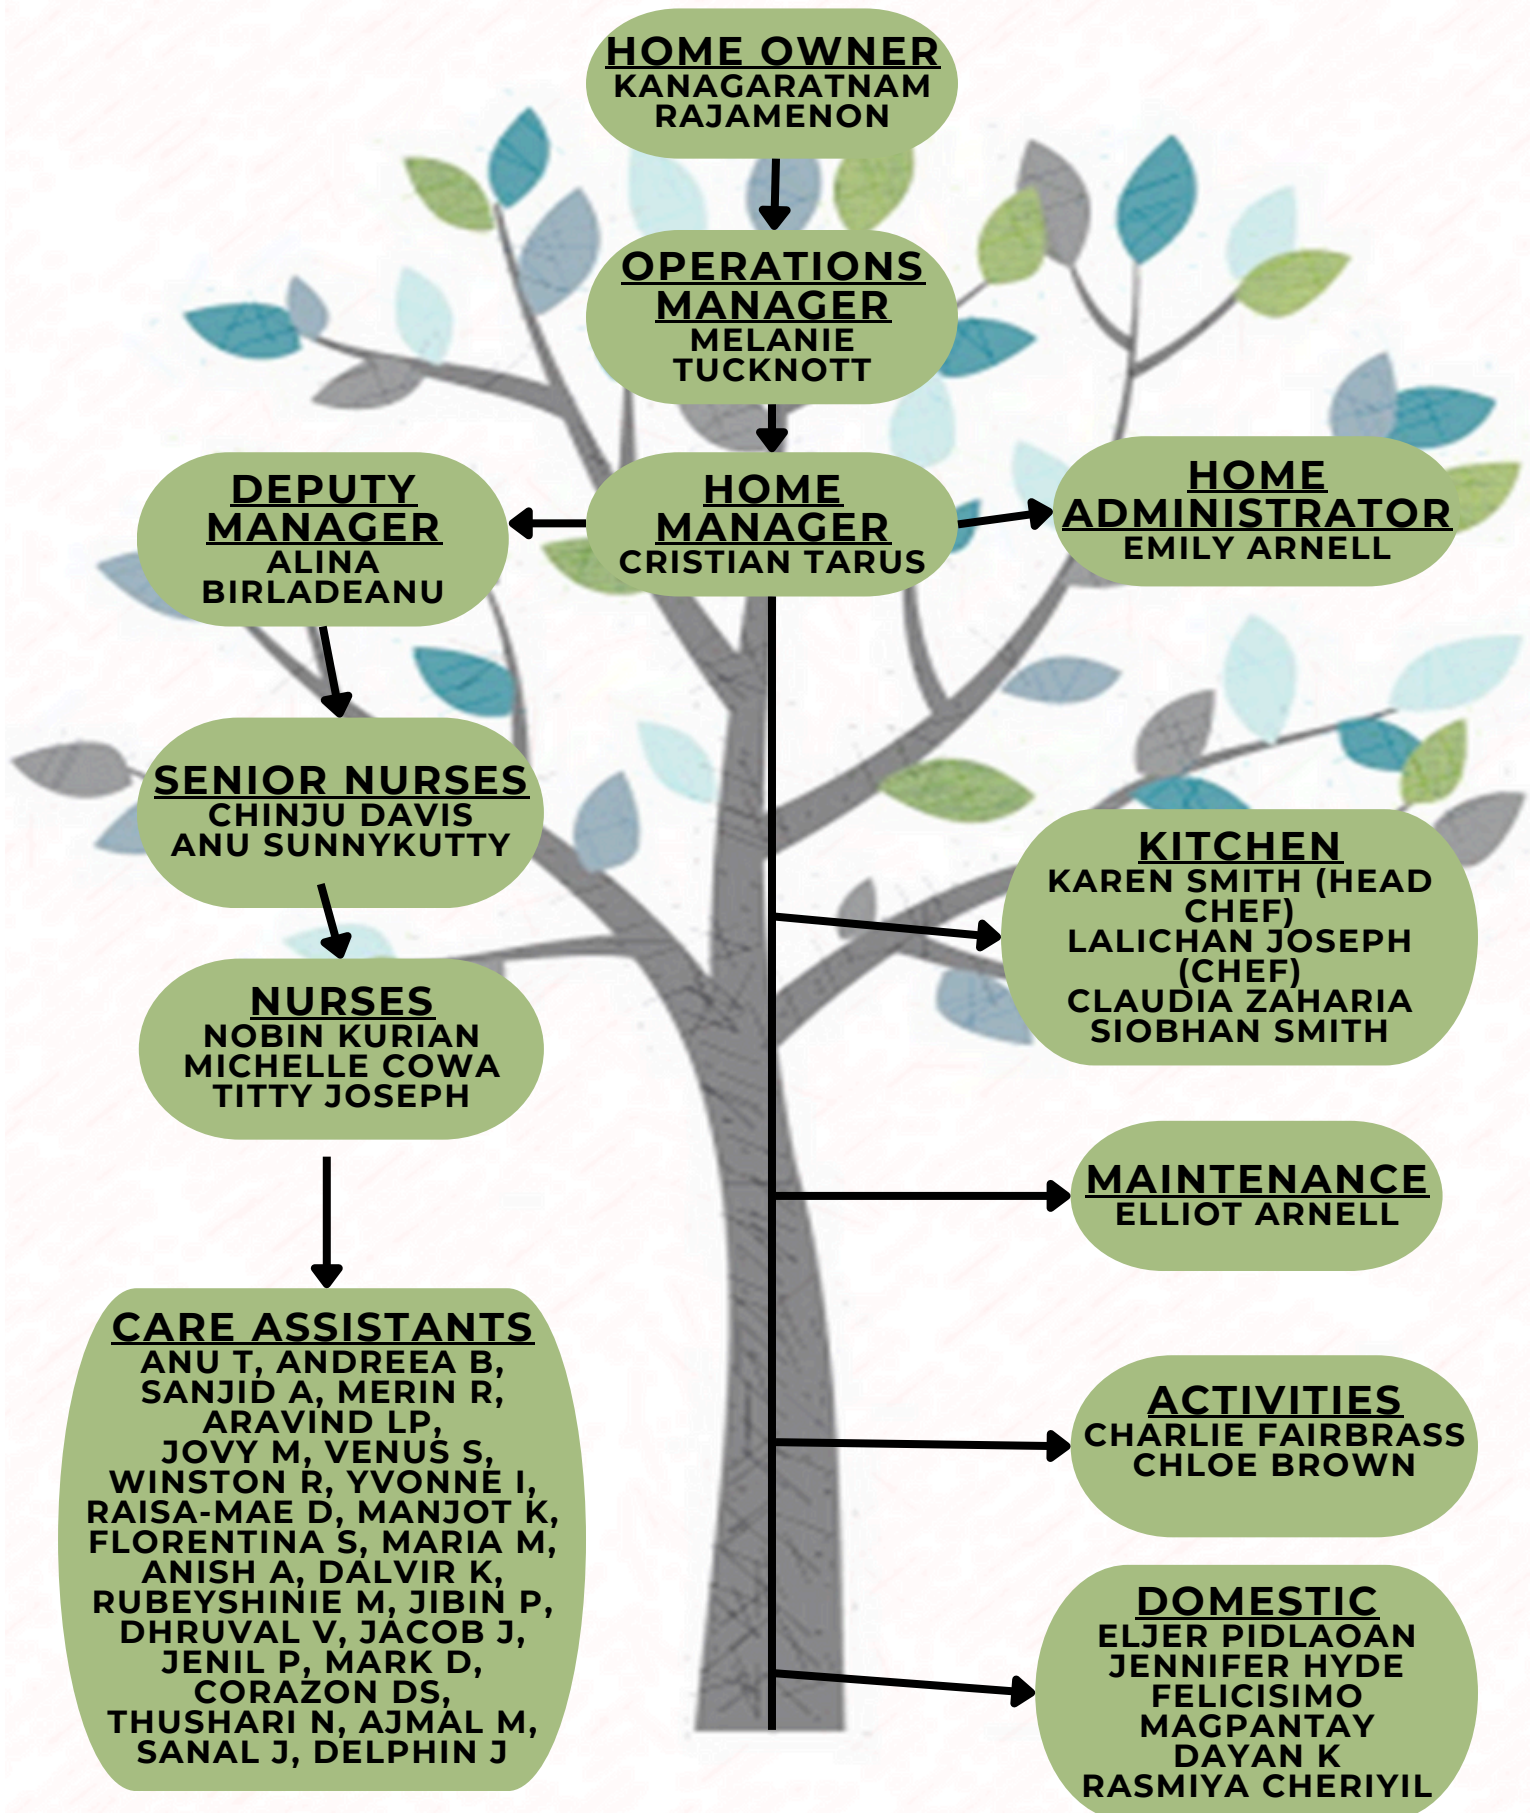 HOME OWNER
KANAGARATNAM
RAJAMENON
OPERATIONS
MANAGER
MELANIE
TUCKNOTT
DEPUTY
MANAGER
ALINA
BIRLADEANU
HOME
MANAGER
CRISTIAN TARUS
HOME
ADMINISTRATOR
EMILY ARNELL
SENIOR NURSES
CHINJU DAVIS
ANU SUNNYKUTTY
NURSES
NOBIN KURIAN
MICHELLE COWA
TITTY JOSEPH
CARE ASSISTANTS
ANU T, ANDREEA B,
SANJID A, MERIN R,
ARAVIND LP,
JOVY M, VENUS S,
WINSTON R, YVONNE I,
RAISA-MAE D, MANJOT K,
FLORENTINA S, MARIA M,
ANISH A, DALVIR K,
RUBEYSHINIE M, JIBIN P,
DHRUVAL V, JACOB J,
JENIL P, MARK D,
CORAZON DS,
THUSHARI N, AJMAL M,
SANAL J, DELPHIN J
KITCHEN
KAREN SMITH (HEAD
CHEF)
LALICHAN JOSEPH
(CHEF)
CLAUDIA ZAHARIA
SIOBHAN SMITH
MAINTENANCE
ELLIOT ARNELL
ACTIVITIES
CHARLIE FAIRBRASS
CHLOE BROWN
DOMESTIC
ELJER PIDLAOAN
JENNIFER HYDE
FELICISIMO
MAGPANTAY
DAYAN K
RASMIYA CHERIYIL